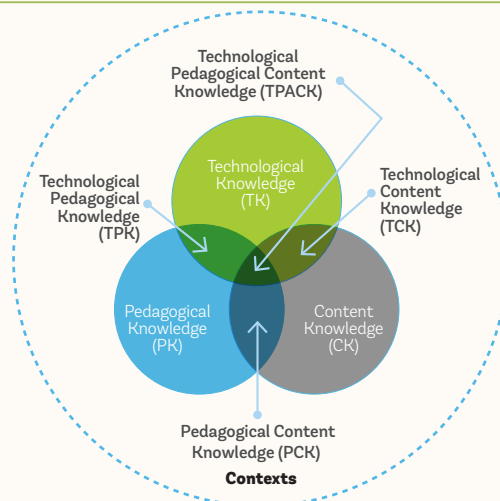 Technological
Pedagogical Content
Knowledge (TPACK)
Technological
Knowledge
(TK)
Technological
Pedagogical
Knowledge
(TPK)
Technological
Content
Knowledge
(TCK)
Pedagogical
Knowledge
(PK)
Content
Knowledge
(CK)
Pedagogical Content
Knowledge (PCK)
Contexts